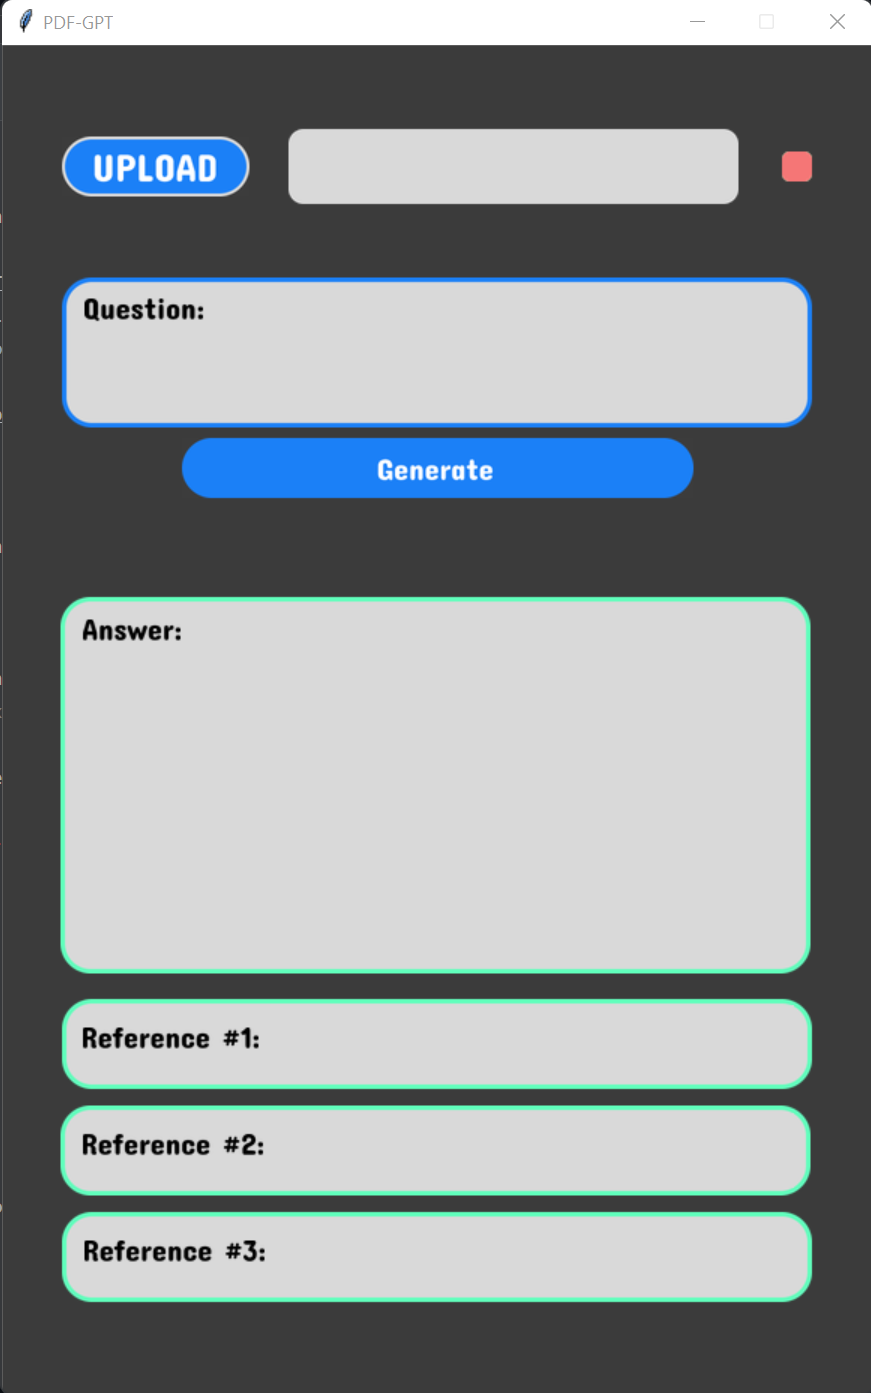 PDF-GPT
UPLOAD
Question:
Generate
Answer:
Reference #1:
Reference #2:
Reference #3: